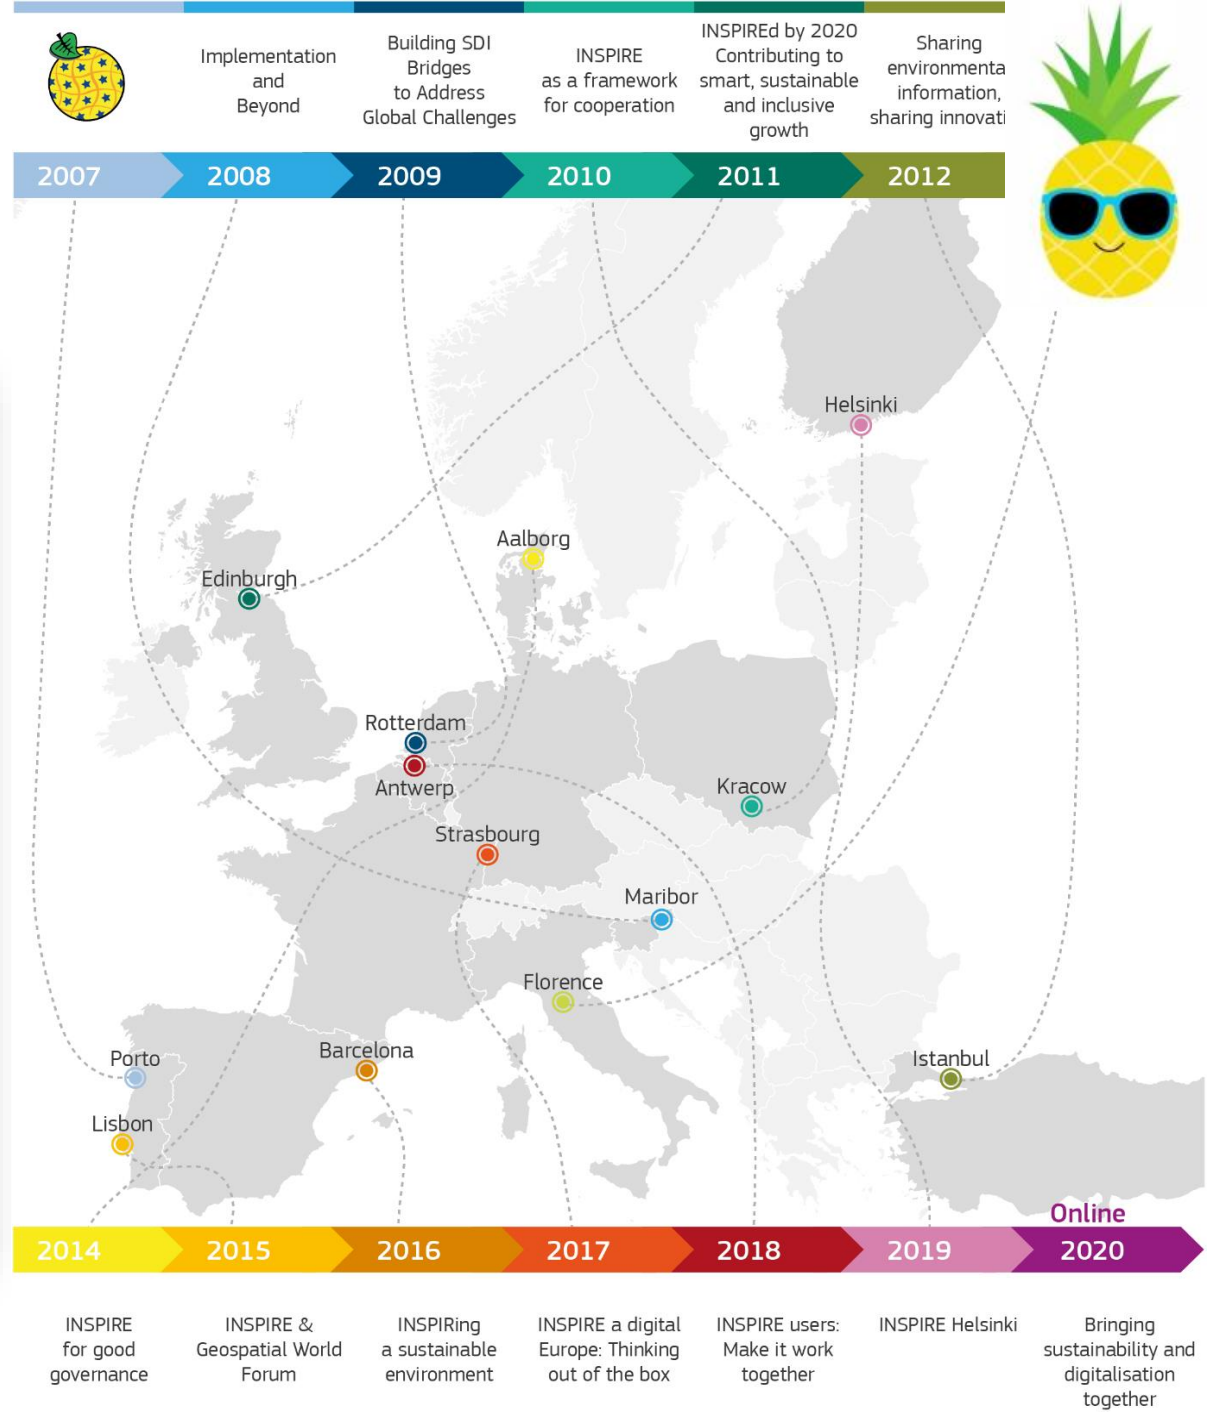 Implementation
and
Beyond
Building SDI
Bridges
to Address
Global Challenges
INSPIRE
as a framework
for cooperation
INSPIREd by 2020
Contributing to
smart, sustainable
and inclusive
growth
Sharing
environmenta
information,
sharing innovati
2007
2008
2009
2010
2011
2012
Helsinki
Aalborg
Edinburgh
Rotterdam
Antwerp
Kracow
Strasbourg
Maribor
Florence
Barcelona
Porto
Istanbul
Lisbon
Online
2014
2015
2016
2017
2018
2019
2020
INSPIRE
for good
governance
INSPIRE &
Geospatial World
Forum
INSPIRing
a sustainable
environment
INSPIRE a digital
Europe: Thinking
out of the box
INSPIRE users:
Make it work
together
INSPIRE Helsinki
Bringing
sustainability and
digitalisation
together